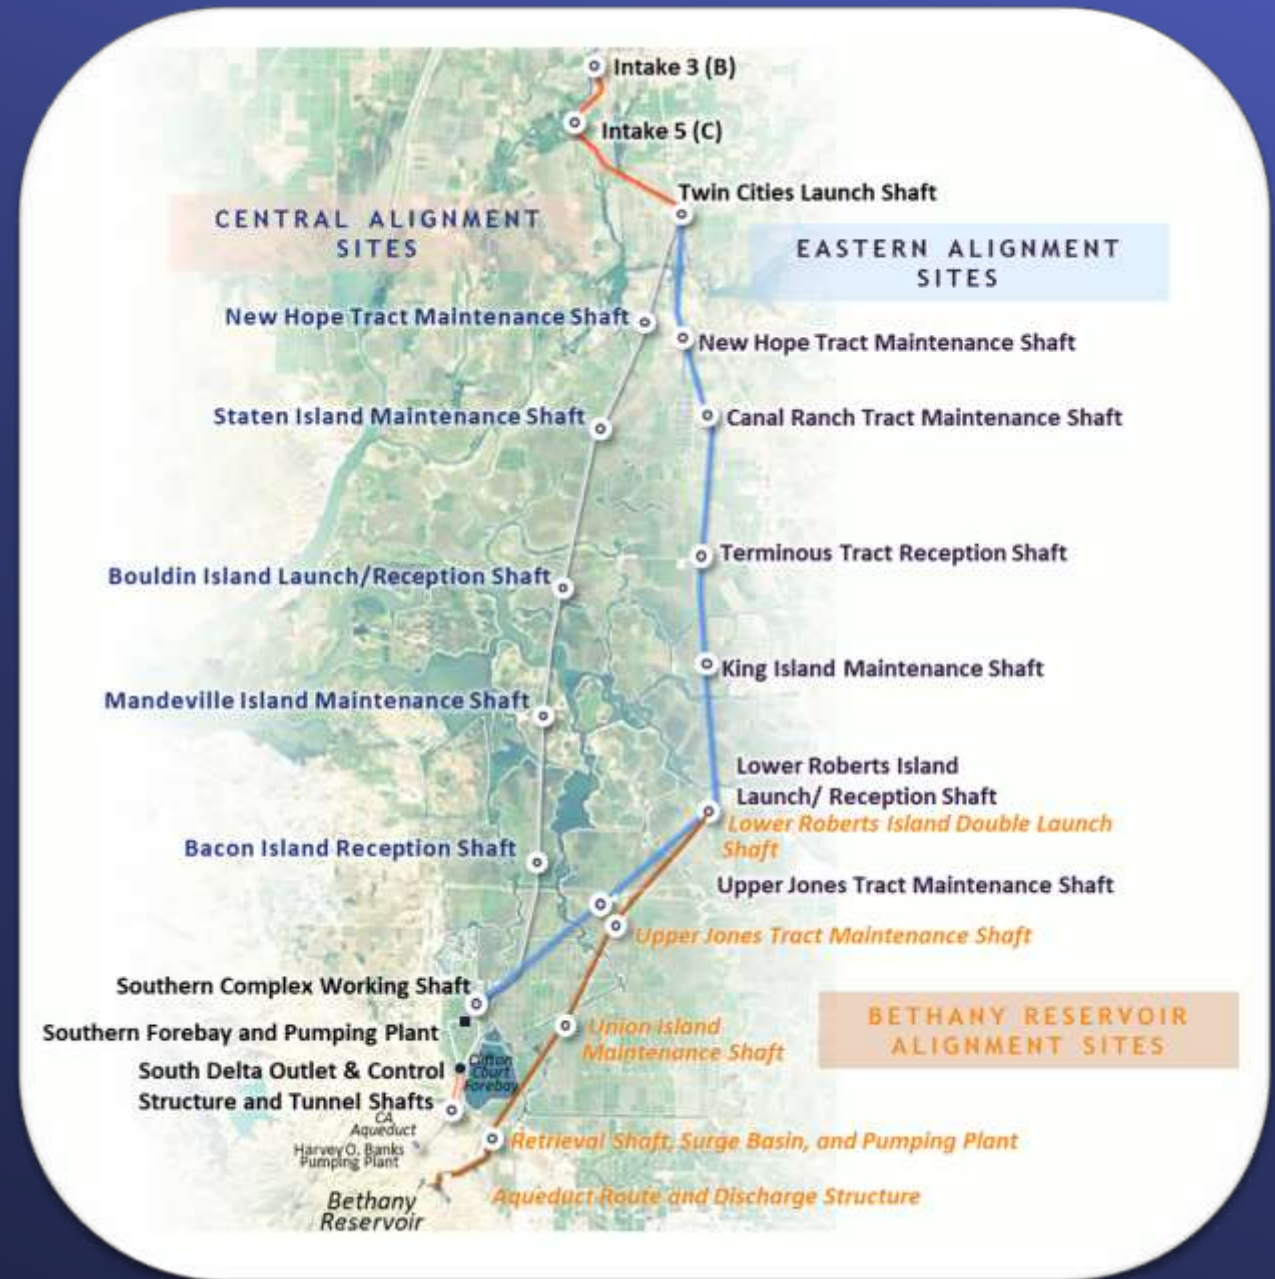 Intake 3 (B)
Intake 5 (C)
Twin Cities Launch Shaft
CENTRAL ALIGNMENT
SITES
EASTERN ALIGNMENT
SITES
New Hope Tract Maintenance Shaft
New Hope Tract Maintenance Shaft
Staten Island Maintenance Shaft
Canal Ranch Tract Maintenance Shaft
Terminous Tract Reception Shaft
Bouldin Island Launch/Reception Shaft
King Island Maintenance Shaft
Mandeville Island Maintenance Shaft
Lower Roberts Island
Launch/ Reception Shaft
Lower Roberts Island Double Launch
Shaft
Bacon Island Reception Shaft
Upper Jones Tract Maintenance Shaft
Upper Jones Tract Maintenance Shaft
Southern Complex Working Shaft
Southern Forebay and Pumping Plant
BETHANY RESERVOIR
ALIGNMENT SITES
Union Island
Maintenance Shaft
South Delta Outlet & Control
Structure and Tunnel Shafts
Clifton
Court
Forebay
CA
Aqueduct
Harvey O. Banks
Pumping Plant
Retrieval Shaft, Surge Basin, and Pumping Plant
Aqueduct Route and Discharge Structure
Bethany
Reservoir